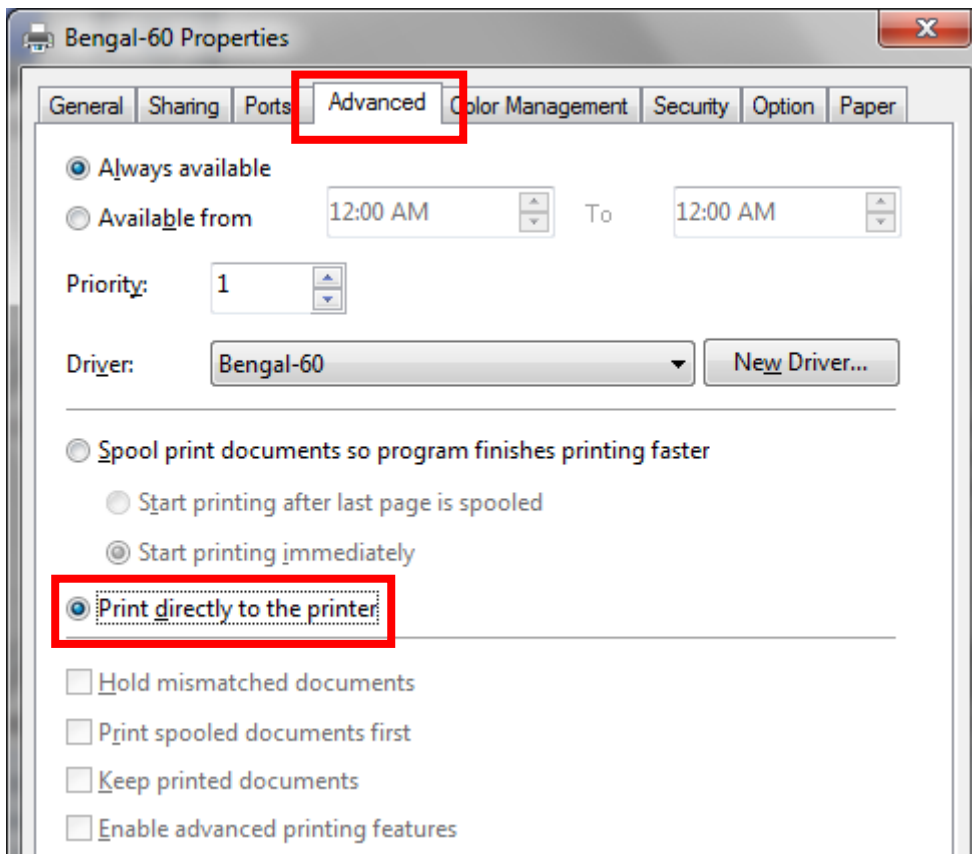 Bengal-60 Properties
General Sharing Ports Advanced Color Management Security Option Paper
Always available
Available from 12:00 AM To 12:00 AM
Priority: 1
Driver: Bengal-60 New Driver...
Spool print documents so program finishes printing faster
Start printing after last page is spooled
Start printing immediately
Print directly to the printer
Hold mismatched documents
Print spooled documents first
Keep printed documents
Enable advanced printing features